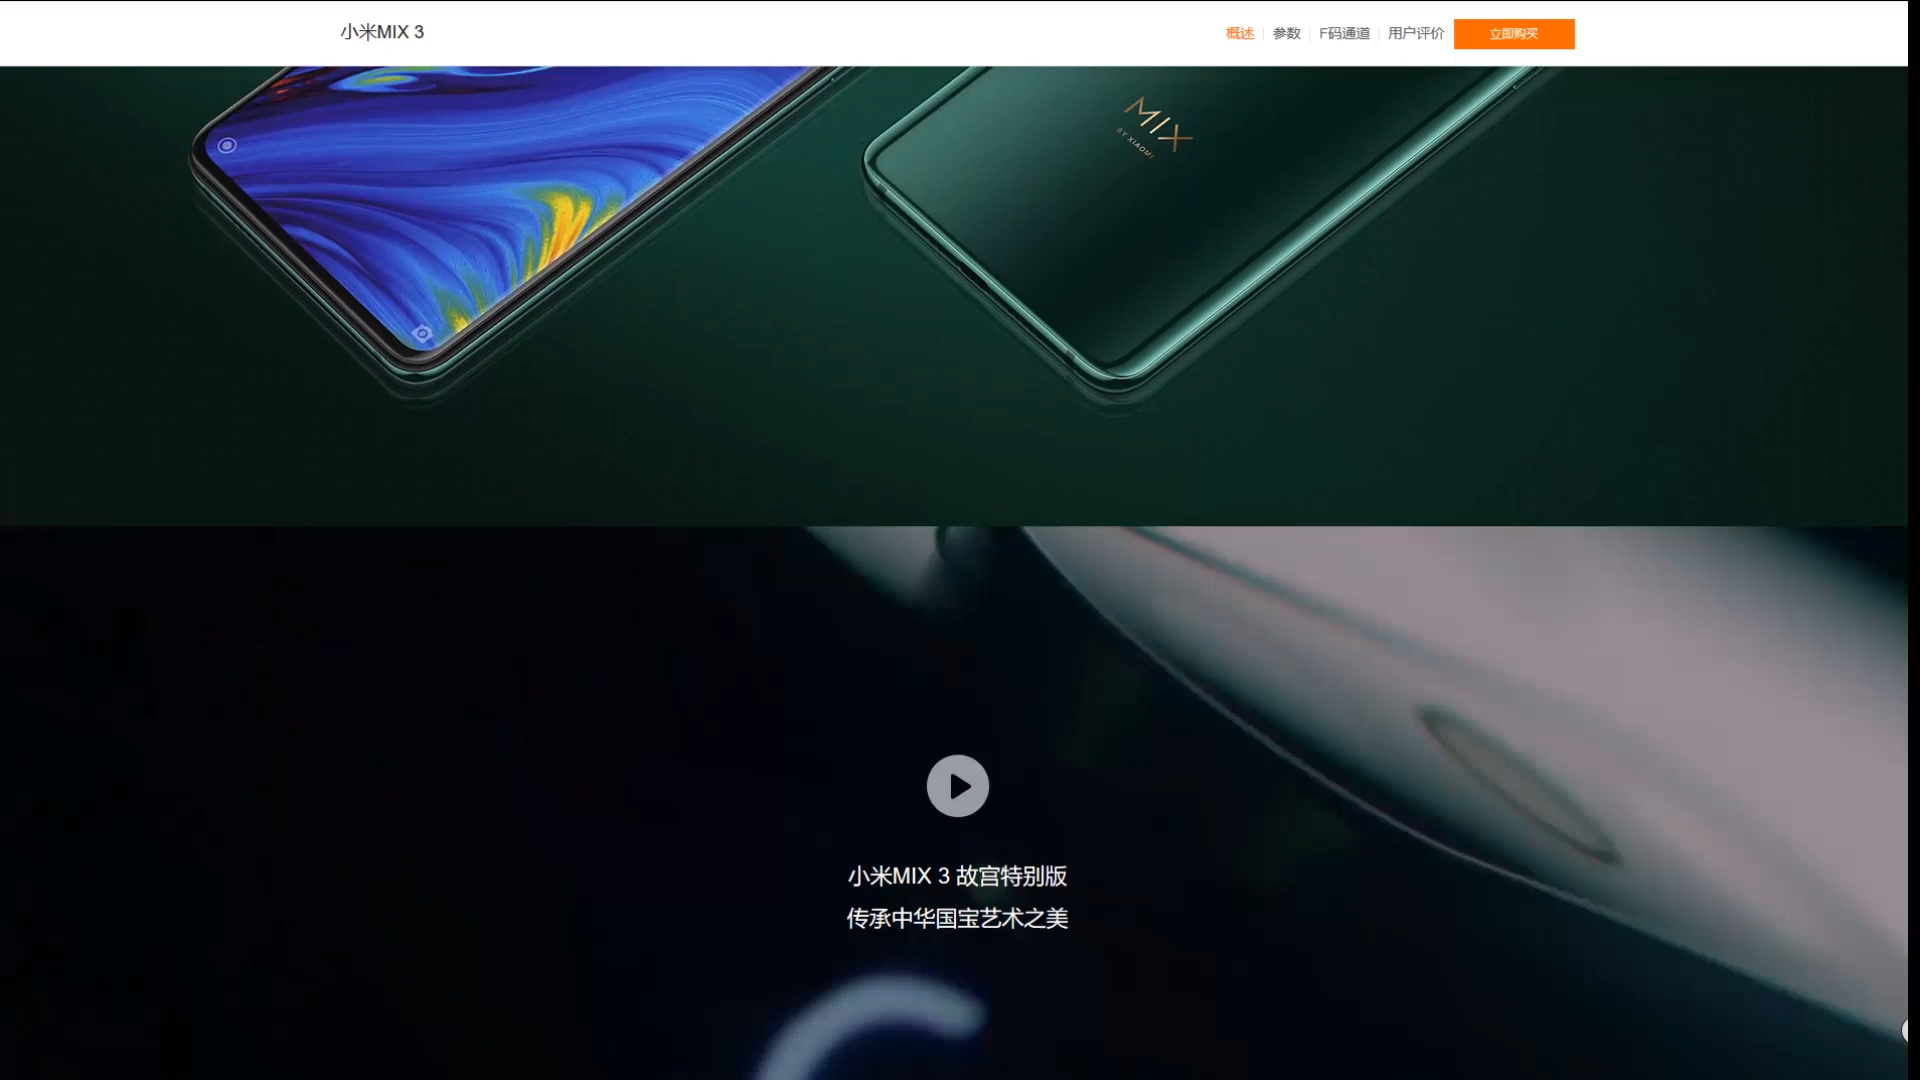 小米MIX 3
概述 参数 F码通道 用户评价 立即购买
MIX
BY XIAOMI
小米MIX 3 故宫特别版
传承中华国宝艺术之美